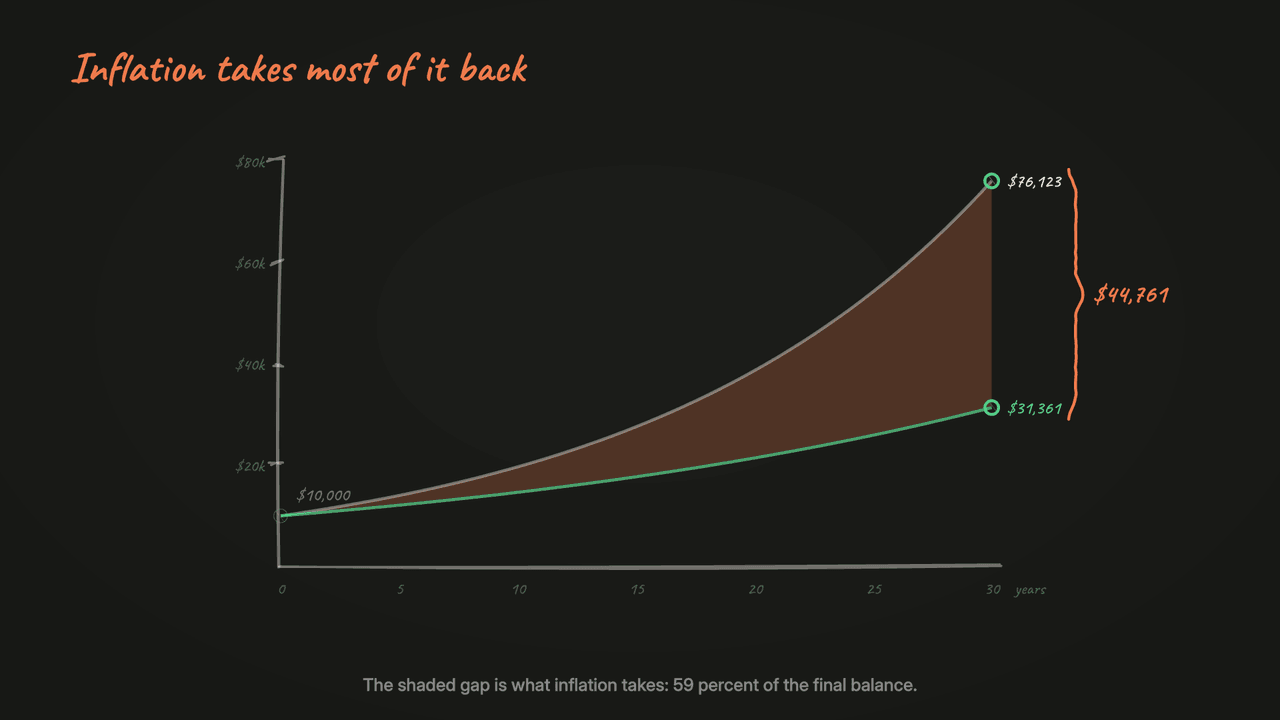 Inflation takes most of it back
$80k
$76,123
$60k
$44,761
$40k
$31,361
$20k
$10,000
0 5 10 15 20 25 30 years
The shaded gap is what inflation takes: 59 percent of the final balance.